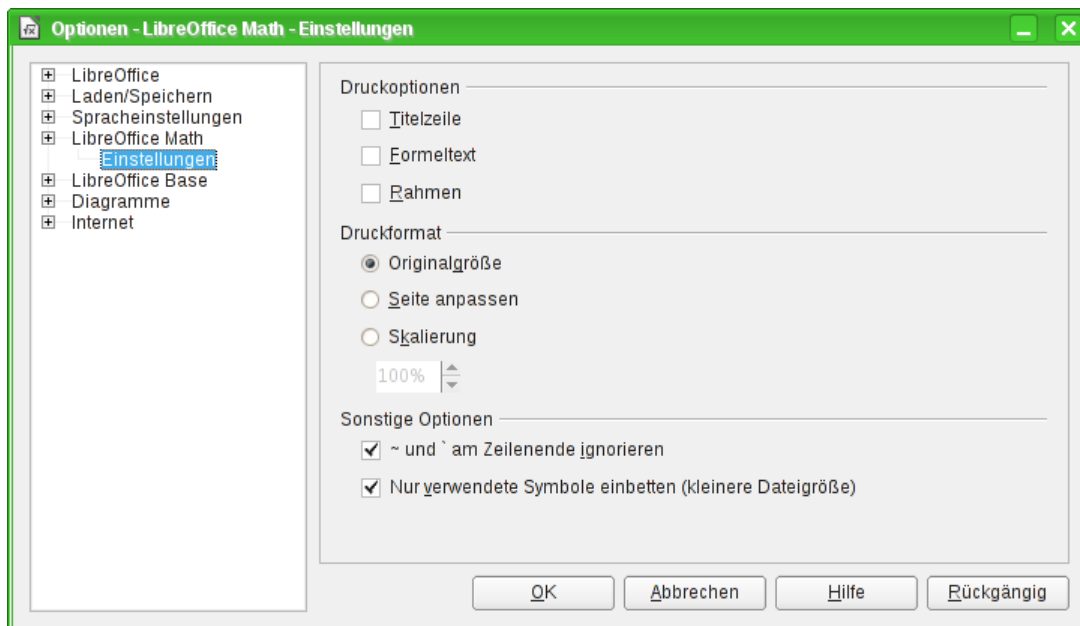 Optionen - LibreOffice Math - Einstellungen
LibreOffice
Laden/Speichern
Spracheinstellungen
LibreOffice Math
Einstellungen
LibreOffice Base
Diagramme
Internet
Druckoptionen
Titelzeile
Formeltext
Rahmen
Druckformat
Originalgröße
Seite anpassen
Skalierung
100%
Sonstige Optionen
~ und ` am Zeilenende ignorieren
Nur verwendete Symbole einbetten (kleinere Dateigröße)
OK Abbrechen Hilfe Rückgängig